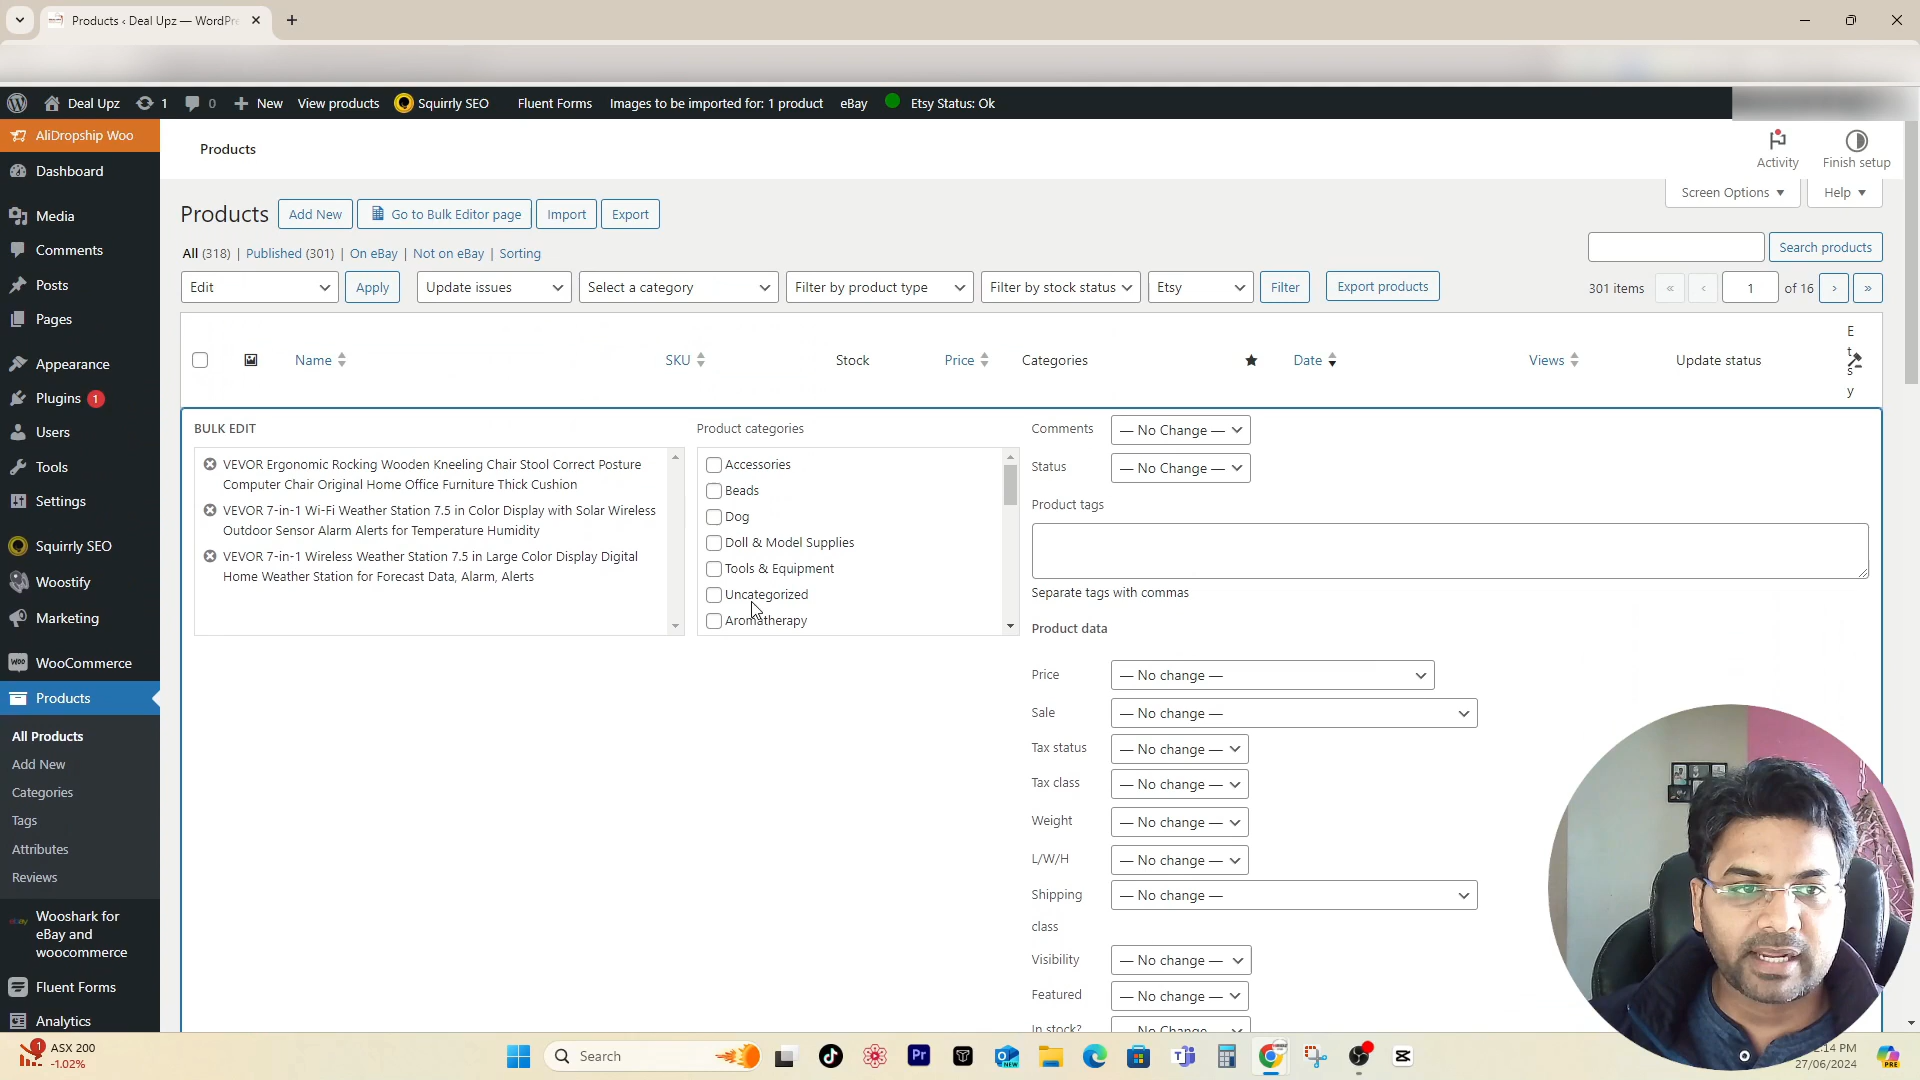 Products ‹ Deal Upz — WordPr
Deal Upz 1 0 New View products Squirrly SEO Fluent Forms Images to be imported for: 1 product eBay Etsy Status: Ok
AliDropship Woo
Dashboard
Media
Comments
Posts
Pages
Appearance
Plugins 1
Users
Tools
Settings
Squirrly SEO
Woostify
Marketing
WooCommerce
Products
All Products
Add New
Categories
Tags
Attributes
Reviews
Wooshark for
eBay and
woocommerce
Fluent Forms
Analytics
Products
Activity
Finish setup
Screen Options
Help
Products Add New Go to Bulk Editor page Import Export
All (318) | Published (301) | On eBay | Not on eBay | Sorting
Search products
Edit Apply Update issues Select a category Filter by product type Filter by stock status Etsy Filter Export products
301 items « ‹ 1 of 16 › »
Name SKU Stock Price Categories Date Views Update status
E
t
s
y
BULK EDIT
VEVOR Ergonomic Rocking Wooden Kneeling Chair Stool Correct Posture
Computer Chair Original Home Office Furniture Thick Cushion
VEVOR 7-in-1 Wi-Fi Weather Station 7.5 in Color Display with Solar Wireless
Outdoor Sensor Alarm Alerts for Temperature Humidity
VEVOR 7-in-1 Wireless Weather Station 7.5 in Large Color Display Digital
Home Weather Station for Forecast Data, Alarm, Alerts
Product categories
Accessories
Beads
Dog
Doll & Model Supplies
Tools & Equipment
Uncategorized
Aromatherapy
Comments — No Change —
Status — No Change —
Product tags
Separate tags with commas
Product data
Price — No change —
Sale — No change —
Tax status — No change —
Tax class — No change —
Weight — No change —
L/W/H — No change —
Shipping — No change —
class
Visibility — No change —
Featured — No change —
In stock? — No Change —
1
ASX 200
-1.02%
Search
2:14 PM
27/06/2024